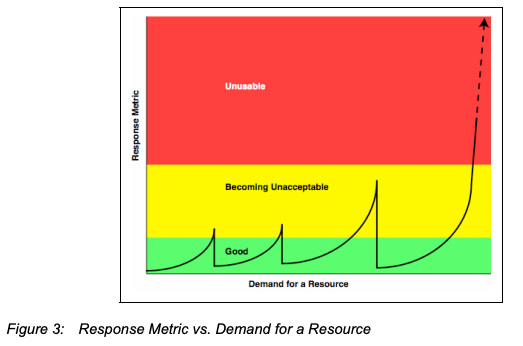 Unusable
Response Metric
Becoming Unacceptable
Good
Demand for a Resource
Figure 3: Response Metric vs. Demand for a Resource